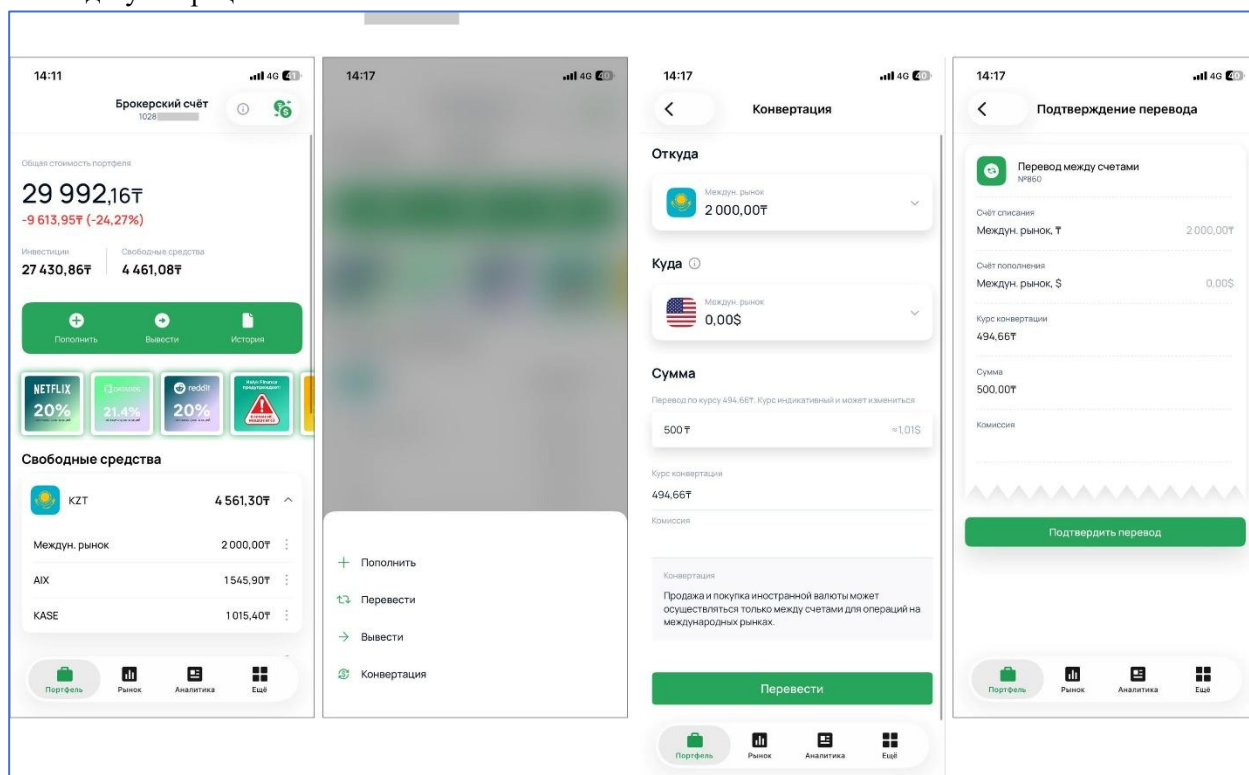 14:11
4G 41
Брокерский счёт
1028
Общая стоимость портфеля
29 992,16₸
-9 613,95₸ (-24,27%)
Инвестиции
Свободные средства
27 430,86₸
4 461,08₸
Пополнить
Вывести
История
NETFLIX
20%
21.4%
reddit
20%
Свободные средства
KZT
4 561,30₸
Междун. рынок
2 000,00₸
AIX
1 545,90₸
KASE
1 015,40₸
Портфель
Рынок
Аналитика
Ещё
14:17
4G 40
Пополнить
Перевести
Вывести
Конвертация
14:17
4G 40
Конвертация
Откуда
Междун. рынок
2 000,00₸
Куда
Междун. рынок
0,00$
Сумма
Перевод по курсу 494.66₸. Курс индикативный и может измениться
500 ₸
≈1,01$
Курс конвертации
494,66₸
Комиссия
Конвертация
Продажа и покупка иностранной валюты может
осуществляться только между счетами для операций на
международных рынках.
Перевести
Портфель
Рынок
Аналитика
Ещё
14:17
4G 40
Подтверждение перевода
Перевод между счетами
№860
Счёт списания
Междун. рынок, ₸
2 000,00₸
Счёт пополнения
Междун. рынок, $
0,00$
Курс конвертации
494,66₸
Сумма
500,00₸
Комиссия
Подтвердить перевод
Портфель
Рынок
Аналитика
Ещё